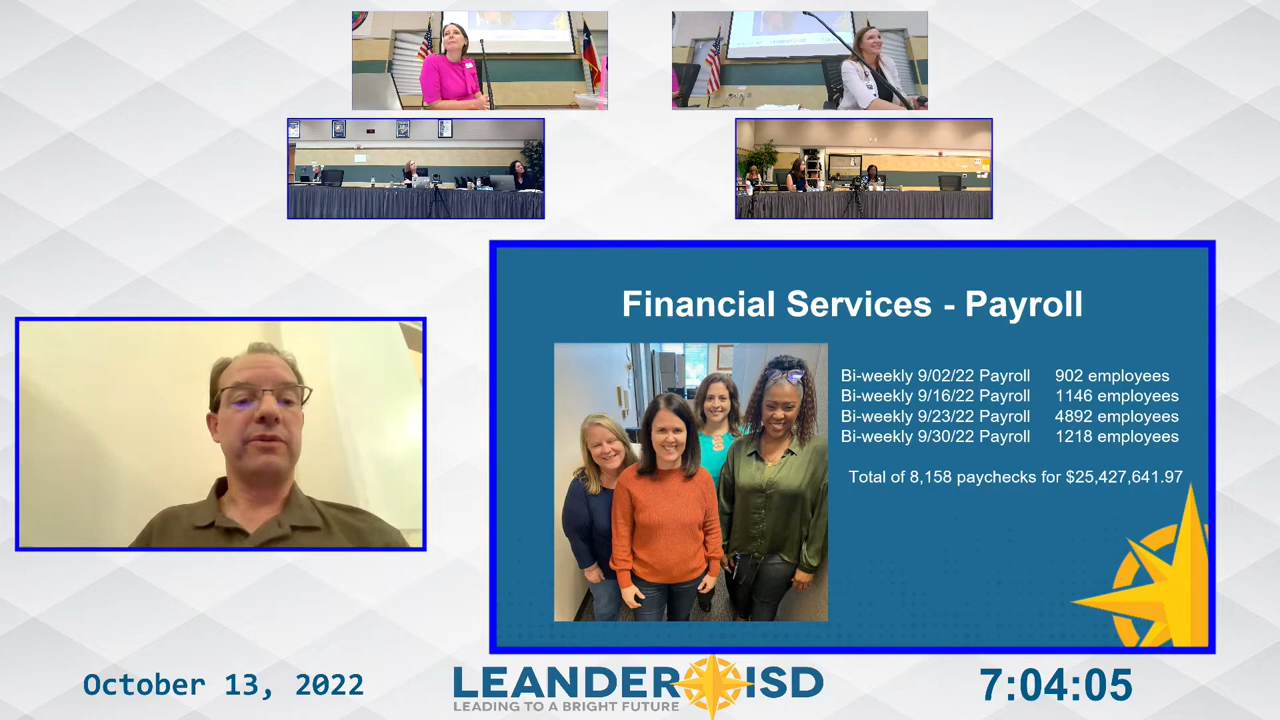 Financial Services - Payroll
Bi-weekly 9/02/22 Payroll 902 employees
Bi-weekly 9/16/22 Payroll 1146 employees
Bi-weekly 9/23/22 Payroll 4892 employees
Bi-weekly 9/30/22 Payroll 1218 employees
Total of 8,158 paychecks for $25,427,641.97
October 13, 2022
LEANDER ISD
LEADING TO A BRIGHT FUTURE
7:04:05